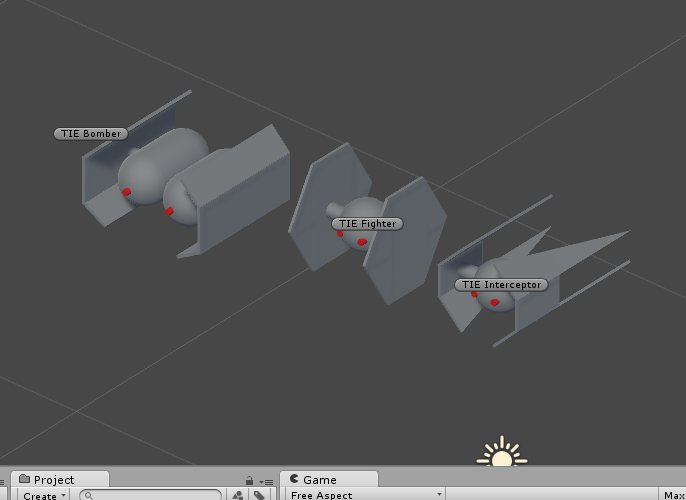 TIE Bomber
TIE Fighter
TIE Interceptor
Project
Game
Create
Free Aspect
Max